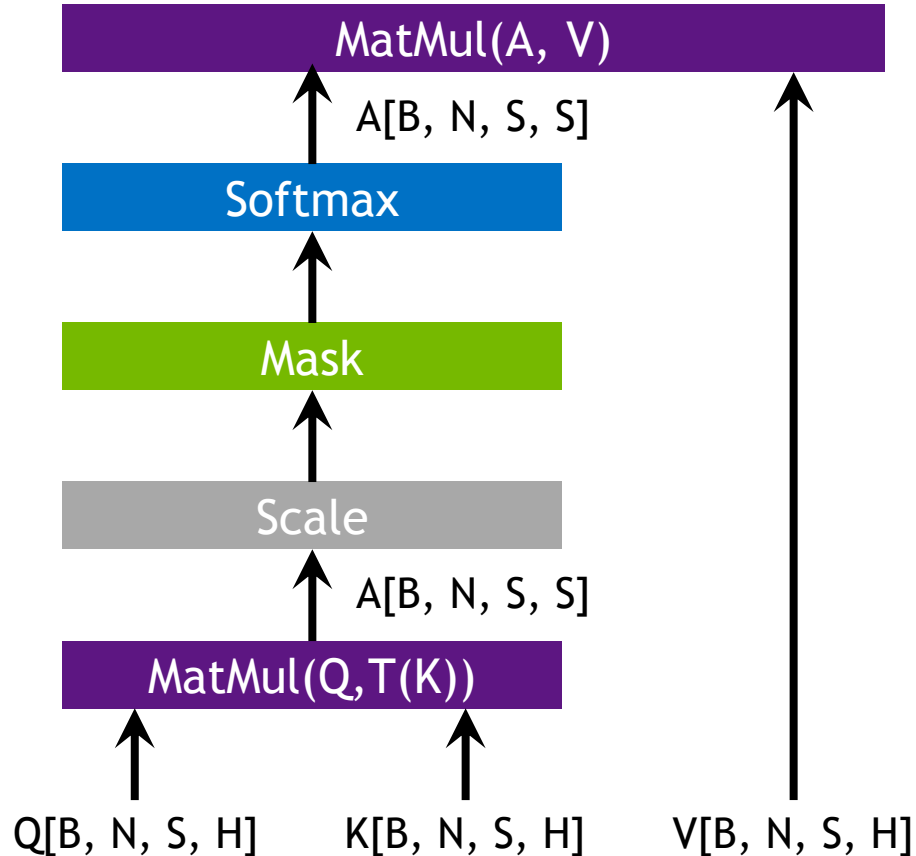 MatMul(A, V)
A[B, N, S, S]
Softmax
Mask
Scale
A[B, N, S, S]
MatMul(Q,T(K))
Q[B, N, S, H] K[B, N, S, H] V[B, N, S, H]